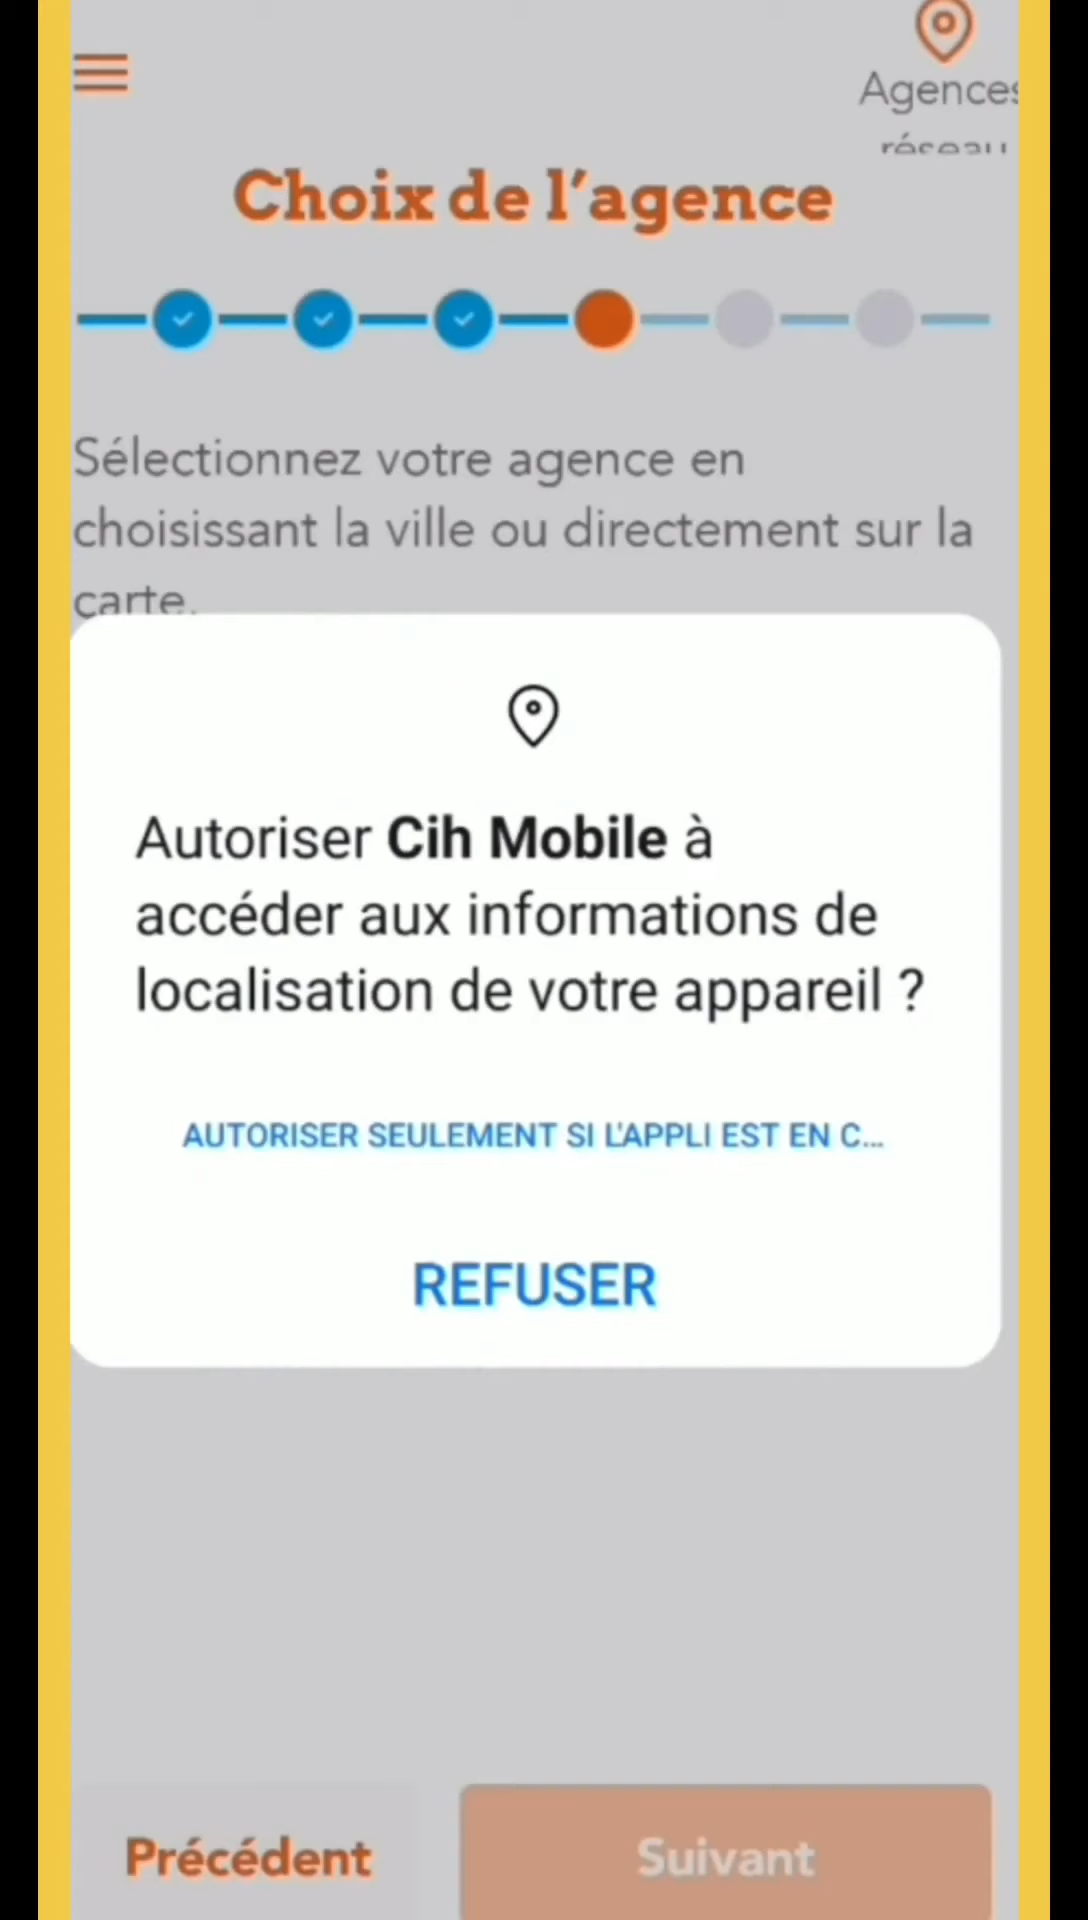 Agences
réseau
Choix de l'agence
Sélectionnez votre agence en
choisissant la ville ou directement sur la
carte.
Autoriser Cih Mobile à
accéder aux informations de
localisation de votre appareil ?
AUTORISER SEULEMENT SI L'APPLI EST EN C...
REFUSER
Précédent
Suivant